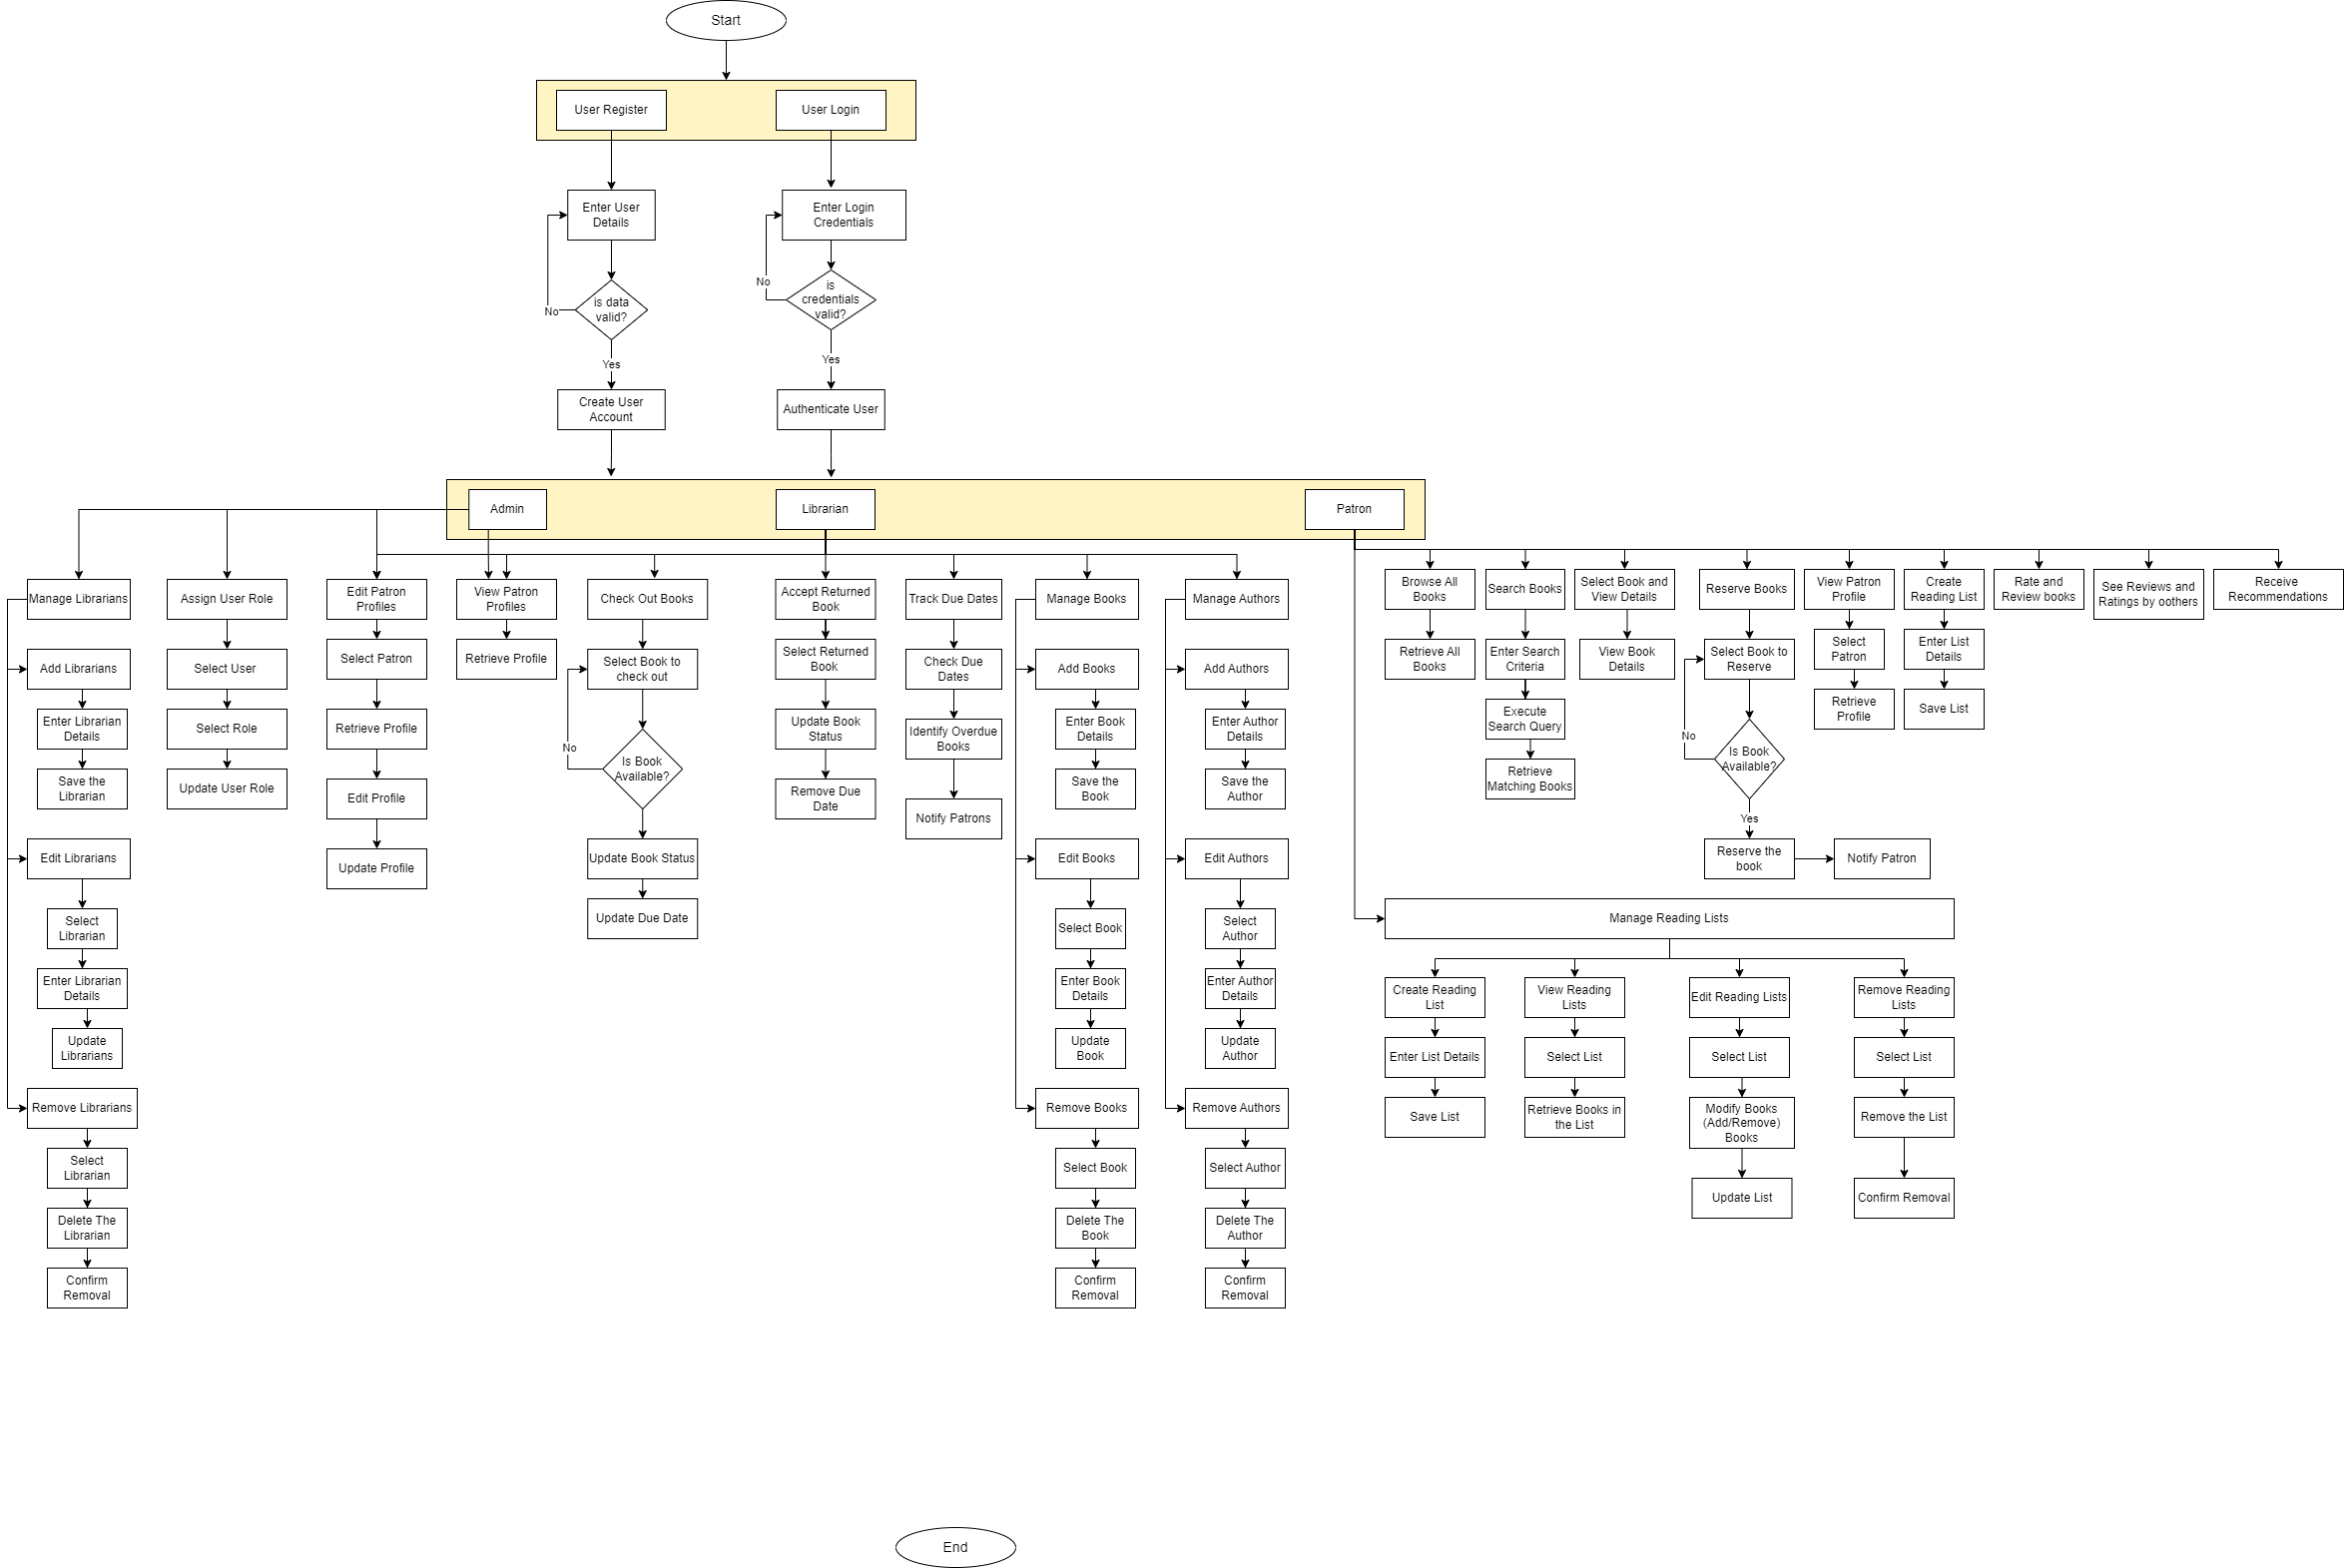 Start
User Register
User Login
Enter User
Details
Enter Login
Credentials
No
is data
valid?
Yes
No
is
credentials
valid?
Yes
Create User
Account
Authenticate User
Admin
Librarian
Patron
Manage Librarians
Add Librarians
Enter Librarian
Details
Save the
Librarian
Edit Librarians
Select
Librarian
Enter Librarian
Details
Update
Librarians
Remove Librarians
Select
Librarian
Delete The
Librarian
Confirm
Removal
Assign User Role
Select User
Select Role
Update User Role
Edit Patron
Profiles
Select Patron
Retrieve Profile
Edit Profile
Update Profile
View Patron
Profiles
Retrieve Profile
Check Out Books
Select Book to
check out
No
Is Book
Available?
Update Book Status
Update Due Date
Accept Returned
Book
Select Returned
Book
Update Book
Status
Remove Due
Date
Track Due Dates
Check Due
Dates
Identify Overdue
Books
Notify Patrons
Manage Books
Add Books
Enter Book
Details
Save the
Book
Edit Books
Select Book
Enter Book
Details
Update
Book
Remove Books
Select Book
Delete The
Book
Confirm
Removal
Manage Authors
Add Authors
Enter Author
Details
Save the
Author
Edit Authors
Select
Author
Enter Author
Details
Update
Author
Remove Authors
Select Author
Delete The
Author
Confirm
Removal
Browse All
Books
Retrieve All
Books
Search Books
Enter Search
Criteria
Execute
Search Query
Retrieve
Matching Books
Select Book and
View Details
View Book
Details
Reserve Books
Select Book to
Reserve
No
Is Book
Available?
Yes
Reserve the
book
Notify Patron
View Patron
Profile
Select
Patron
Retrieve
Profile
Create
Reading List
Enter List
Details
Save List
Rate and
Review books
See Reviews and
Ratings by oothers
Receive
Recommendations
Manage Reading Lists
Create Reading
List
Enter List Details
Save List
View Reading
Lists
Select List
Retrieve Books in
the List
Edit Reading Lists
Select List
Modify Books
(Add/Remove)
Books
Update List
Remove Reading
Lists
Select List
Remove the List
Confirm Removal
End